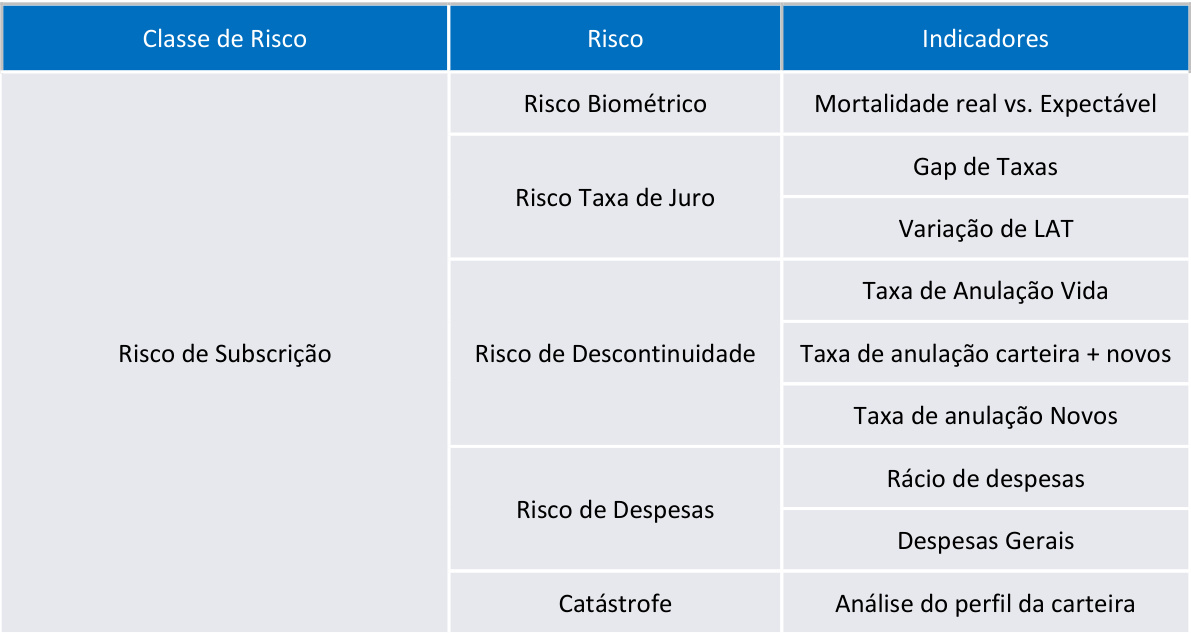 Classe de Risco
Risco
Indicadores
Risco de Subscrição
Risco Biométrico
Mortalidade real vs. Expectável
Risco Taxa de Juro
Gap de Taxas
Variação de LAT
Risco de Descontinuidade
Taxa de Anulação Vida
Taxa de anulação carteira + novos
Taxa de anulação Novos
Risco de Despesas
Rácio de despesas
Despesas Gerais
Catástrofe
Análise do perfil da carteira